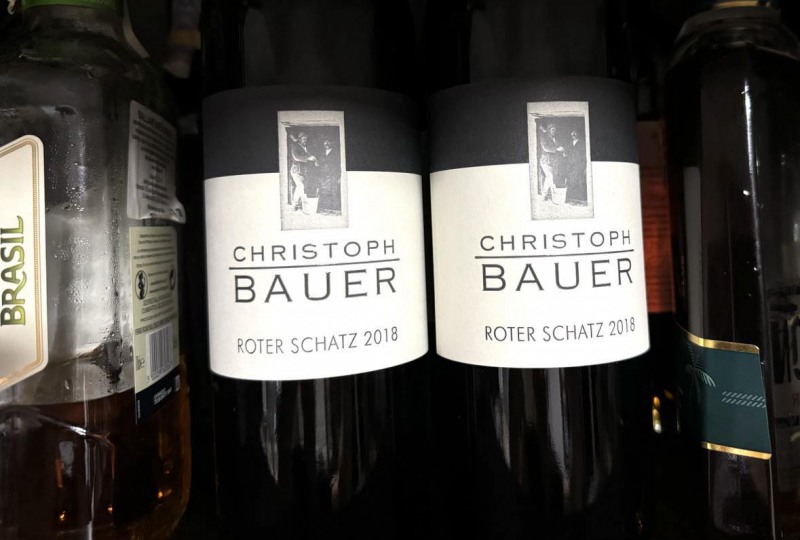 BRASIL
CHRISTOPH
BAUER
ROTER SCHATZ 2018
CHRISTOPH
BAUER
ROTER SCHATZ 2018